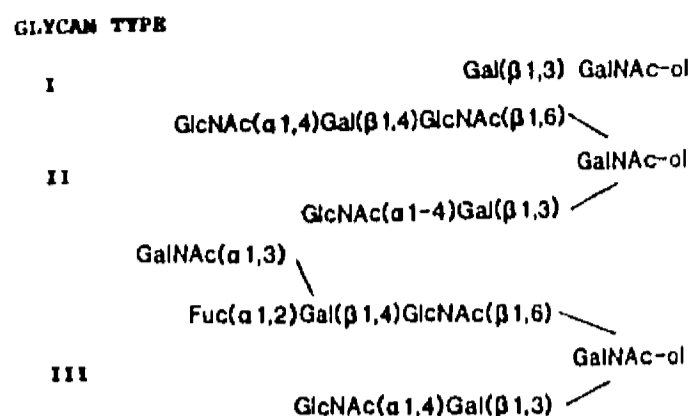 GLYCAN TYPE
I
Gal(β1,3) GalNAc-ol
GlcNAc(α1,4)Gal(β1,4)GlcNAc(β1,6)
II
GalNAc-ol
GlcNAc(α1-4)Gal(β1,3)
GalNAc(α1,3)
Fuc(α1,2)Gal(β1,4)GlcNAc(β1,6)
III
GalNAc-ol
GlcNAc(α1,4)Gal(β1,3)